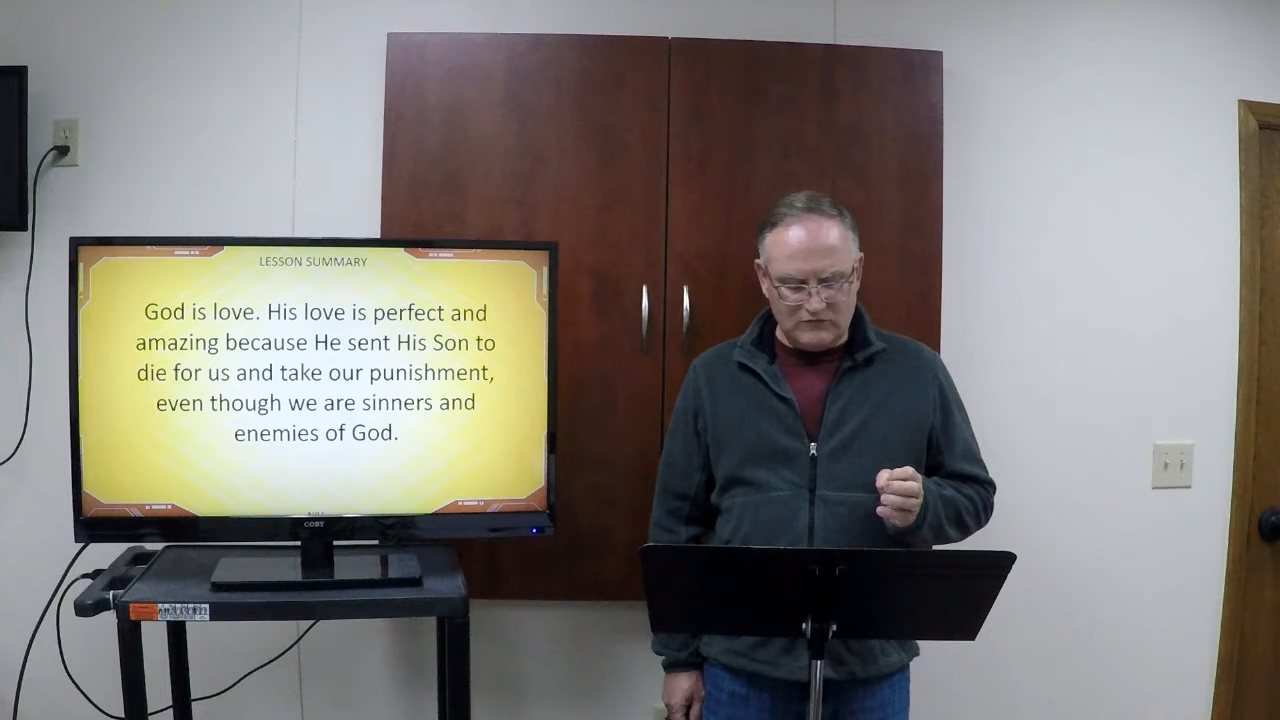 LESSON SUMMARY
God is love. His love is perfect and
amazing because He sent His Son to
die for us and take our punishment,
even though we are sinners and
enemies of God.
COBY